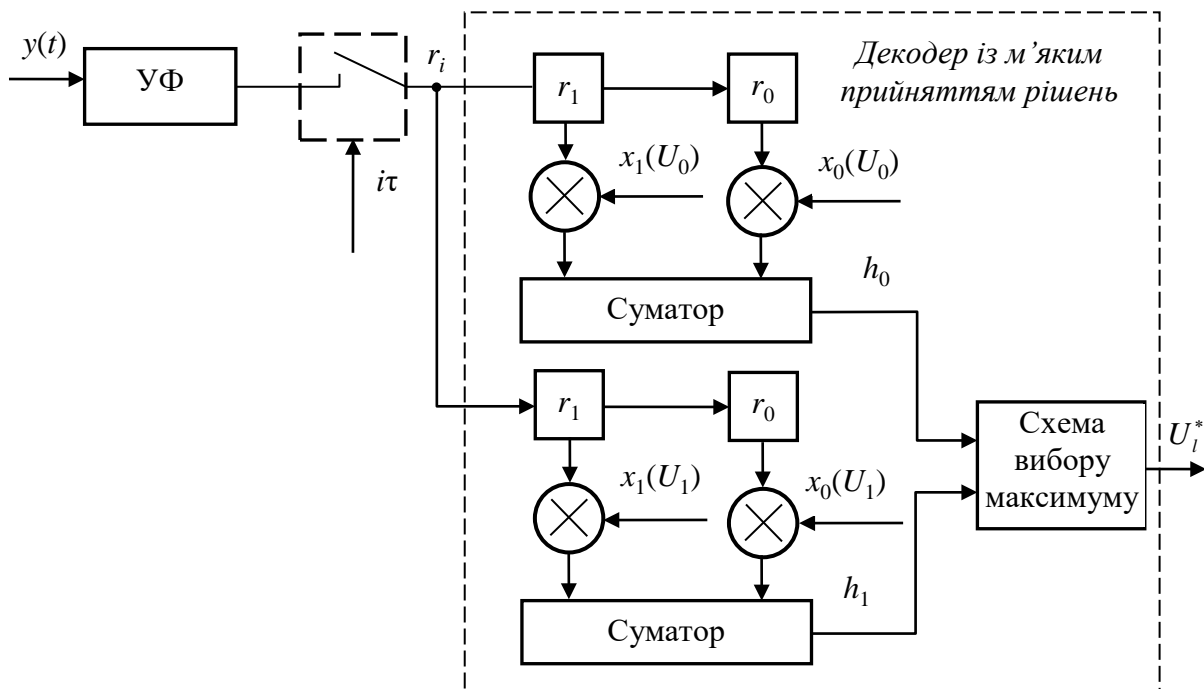 y(t)
УФ
iτ
r_i
Декодер із м’яким
прийняттям рішень
r_1
r_0
x_1(U_0)
x_0(U_0)
Суматор
h_0
r_1
r_0
x_1(U_1)
x_0(U_1)
Суматор
h_1
Схема
вибору
максимуму
U_l^*